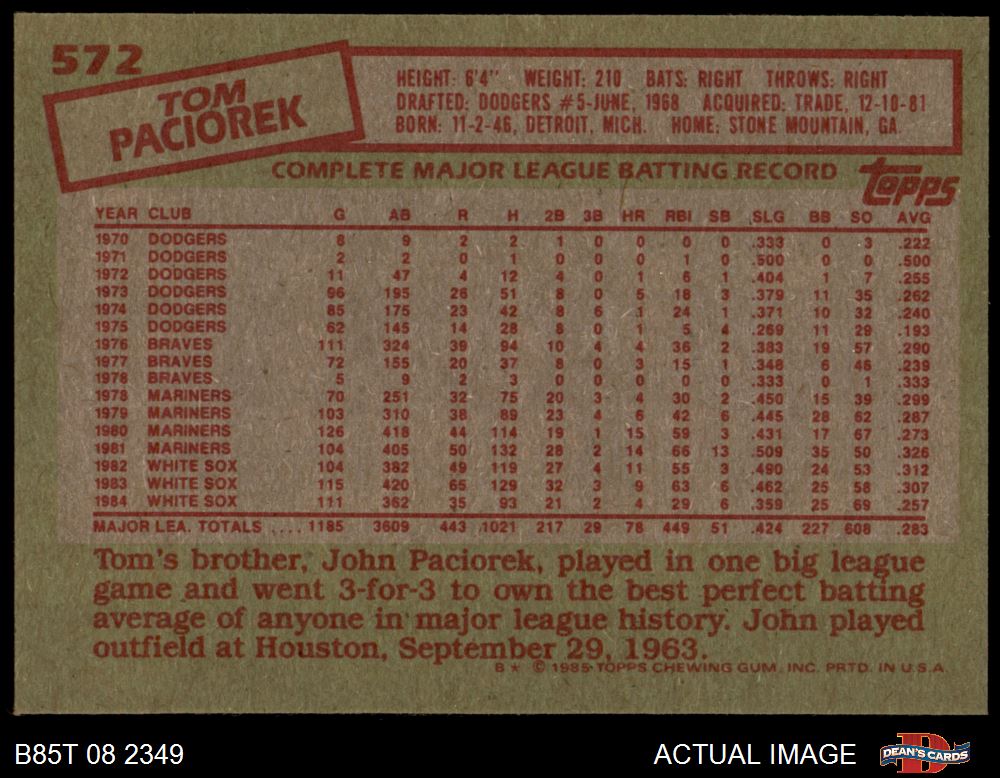 572
TOM
PACIOREK
HEIGHT: 6'4" WEIGHT: 210 BATS: RIGHT THROWS: RIGHT
DRAFTED: DODGERS #5-JUNE, 1968 ACQUIRED: TRADE, 12-10-81
BORN: 11-2-46, DETROIT, MICH. HOME: STONE MOUNTAIN, GA.
COMPLETE MAJOR LEAGUE BATTING RECORD
topps
YEAR CLUB G AB R H 2B 3B HR RBI SB SLG BB SO AVG
1970 DODGERS 8 9 2 2 1 0 0 0 0 .333 0 3 .222
1971 DODGERS 2 2 0 1 0 0 0 1 0 .500 0 0 .500
1972 DODGERS 11 47 4 12 4 0 1 6 1 .404 1 7 .255
1973 DODGERS 96 195 26 51 8 0 5 18 3 .379 11 35 .262
1974 DODGERS 85 175 23 42 8 6 1 24 1 .371 10 32 .240
1975 DODGERS 62 145 14 28 8 0 1 5 4 .269 11 29 .193
1976 BRAVES 111 324 39 94 10 4 4 36 2 .383 19 57 .290
1977 BRAVES 72 155 20 37 8 0 3 15 1 .348 6 46 .239
1978 BRAVES 5 9 2 3 0 0 0 0 0 .333 0 1 .333
1978 MARINERS 70 251 32 75 20 3 4 30 2 .450 15 39 .299
1979 MARINERS 103 310 38 89 23 4 6 42 6 .445 28 62 .287
1980 MARINERS 126 418 44 114 19 1 15 59 3 .431 17 67 .273
1981 MARINERS 104 405 50 132 28 2 14 66 13 .509 35 50 .326
1982 WHITE SOX 104 382 49 119 27 4 11 55 3 .490 24 53 .312
1983 WHITE SOX 115 420 65 129 32 3 9 63 6 .462 25 58 .307
1984 WHITE SOX 111 362 35 93 21 2 4 29 6 .359 25 69 .257
MAJOR LEA. TOTALS .... 1185 3609 443 1021 217 29 78 449 51 .424 227 608 .283
Tom's brother, John Paciorek, played in one big league
game and went 3-for-3 to own the best perfect batting
average of anyone in major league history. John played
outfield at Houston, September 29, 1963.
B* © 1985 TOPPS CHEWING GUM, INC. PRTD. IN U.S.A.
B85T 08 2349
ACTUAL IMAGE
DEAN'S CARDS